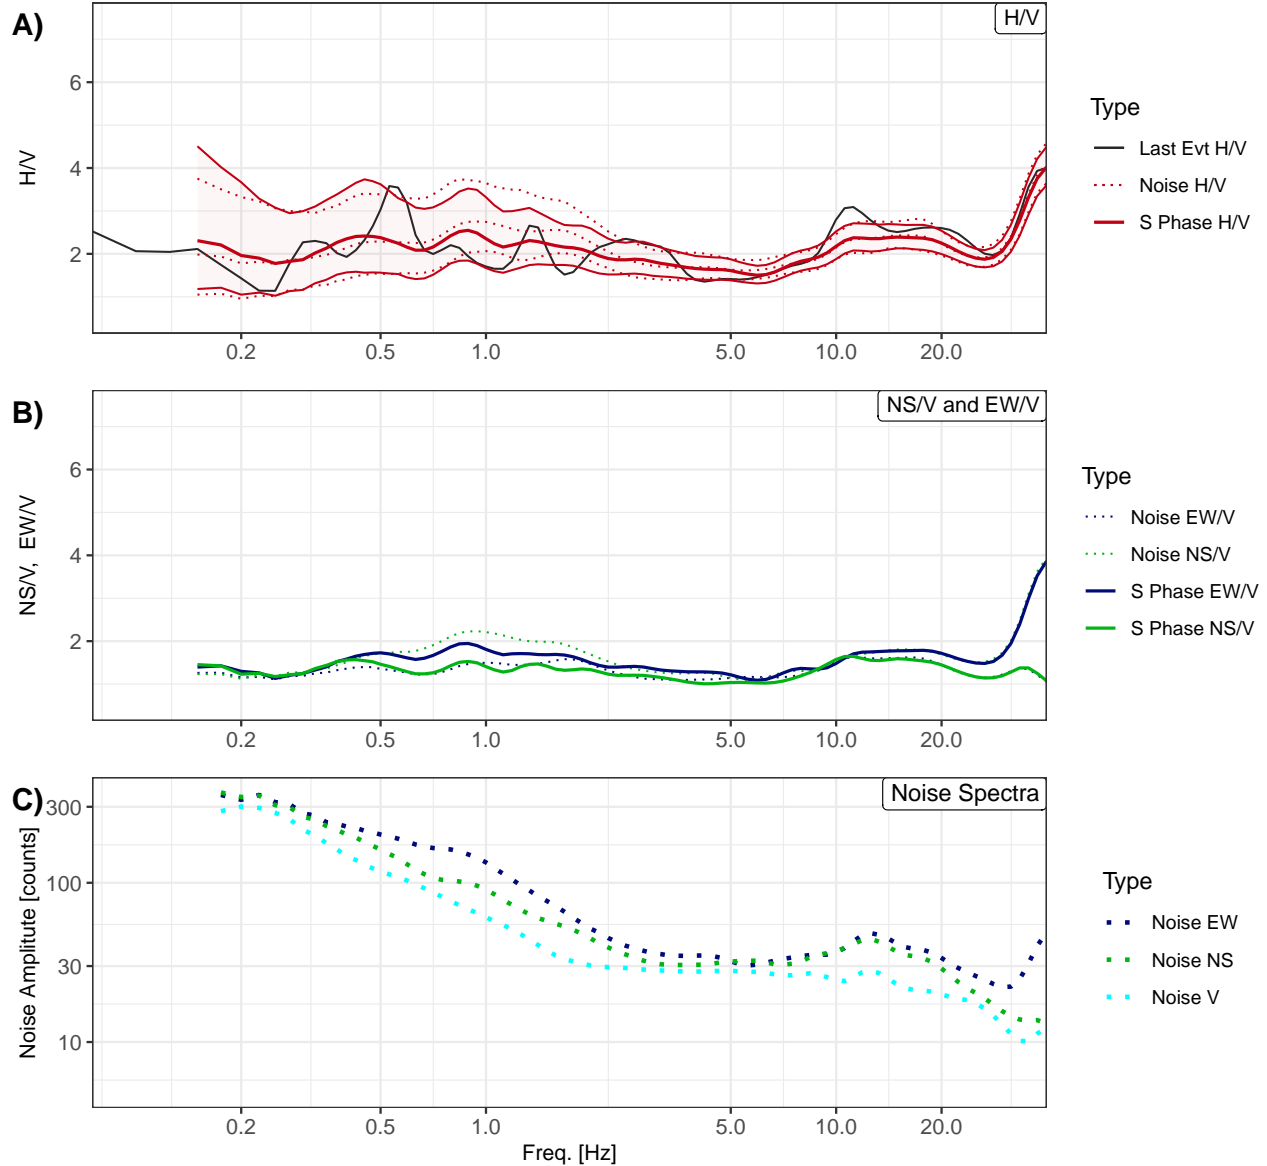 A)
H/V
6
4
2
H/V
0.2 0.5 1.0 5.0 10.0 20.0
Type
Last Evt H/V
Noise H/V
S Phase H/V
B)
NS/V and EW/V
6
4
2
NS/V, EW/V
0.2 0.5 1.0 5.0 10.0 20.0
Type
Noise EW/V
Noise NS/V
S Phase EW/V
S Phase NS/V
C)
Noise Spectra
300
100
30
10
Noise Amplitute [counts]
0.2 0.5 1.0 5.0 10.0 20.0
Freq. [Hz]
Type
Noise EW
Noise NS
Noise V